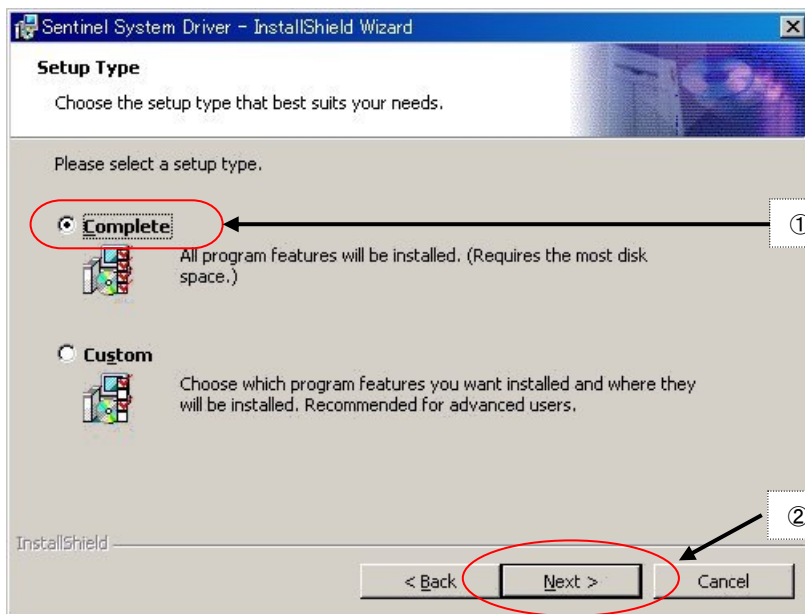 Sentinel System Driver - InstallShield Wizard
Setup Type
Choose the setup type that best suits your needs.
Please select a setup type.
Complete
①
All program features will be installed. (Requires the most disk
space.)
Custom
Choose which program features you want installed and where they
will be installed. Recommended for advanced users.
②
InstallShield
< Back
Next >
Cancel